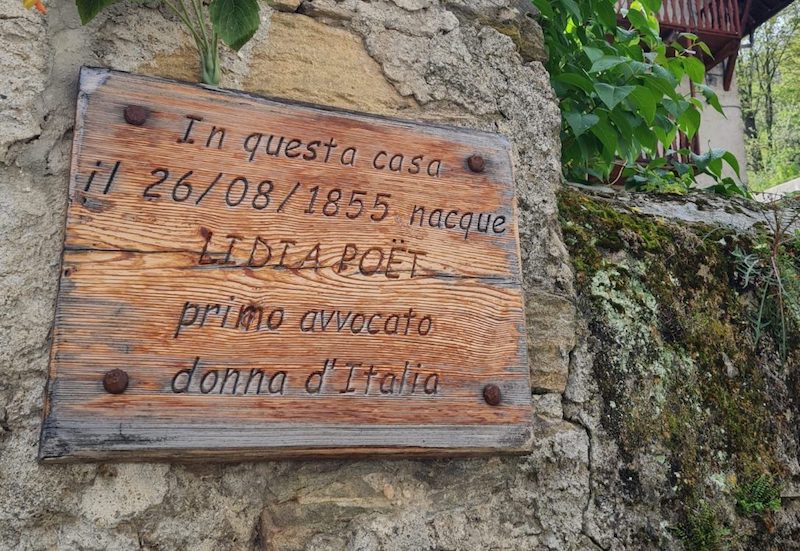 In questa casa
il 26/08/1855 nacque
LIDIA POËT
primo avvocato
donna d'Italia